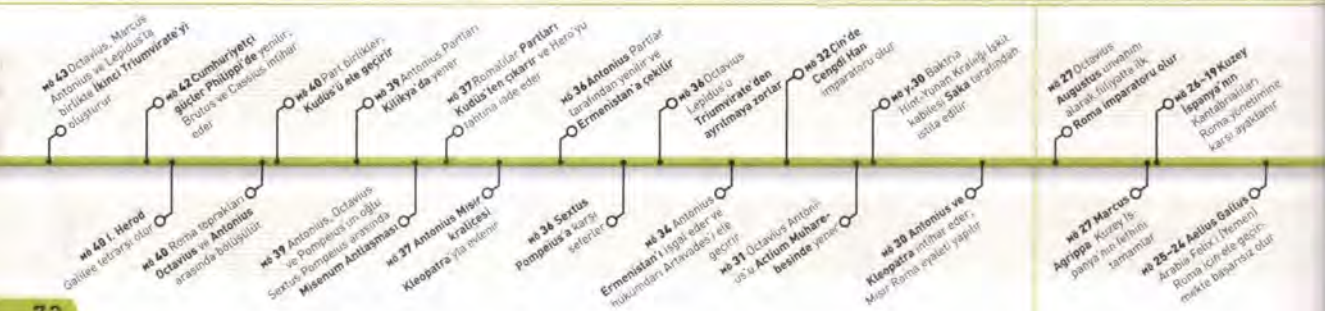 MÖ 43 Octavius, Marcus
Antonius ve Lepidus'la
birlikte İkinci Triumvirate'yi
oluşturur
MÖ 42 Cumhuriyetçi
güçler Philippi'de yenilir;
Brutus ve Cassius intihar
eder
MÖ 40 Part birlikleri,
Kudüs'ü ele geçirir
MÖ 39 Antonius Partları
Kilikya'da yener
MÖ 37 Romalılar Partları
Kudüs'ten çıkarır ve Hero'yu
tahtına iade eder
MÖ 36 Antonius Partlar
tarafından yenilir ve
Ermenistan'a çekilir
MÖ 36 Octavius
Lepidus'u
Triumvirate'den
ayrılmaya zorlar
MÖ 32 Çin'de
Cengdi Han
imparatoru olur
MÖ y.30 Baktria
Hint-Yunan Krallığı İskit
kabilesi Saka tarafından
istila edilir
MÖ 27 Octavius
Augustus unvanını
alarak fiiliyatta ilk
Roma imparatoru olur
MÖ 26-19 Kuzey
İspanya'nın
Kantabrialıları
Roma yönetimine
karşı ayaklanır
MÖ 40 I. Herod
Galilee tetrarşı olur
MÖ 40 Roma toprakları
Octavius ve Antonius
arasında bölüşülür
MÖ 39 Antonius, Octavius
ve Pompeius'un oğlu
Sextus Pompeius arasında
Misenum Antlaşması
MÖ 37 Antonius Mısır
kraliçesi
Kleopatra'yla evlenir
MÖ 36 Sextus
Pompeius'a karşı
seferler
MÖ 34 Antonius
Ermenistan'ı işgal eder ve
hükümdarı Artavades'i ele
geçirir
MÖ 31 Octavius Antoni-
us'u Actium Muhare-
besinde yener
MÖ 30 Antonius ve
Kleopatra intihar eder;
Mısır Roma eyaleti yapılır
MÖ 27 Marcus
Agrippa, Kuzey İs-
panya'nın fethini
tamamlar
MÖ 25-24 Aelius Gallus
Arabia Felix'i (Yemen)
Roma için ele geçir-
mekte başarısız olur